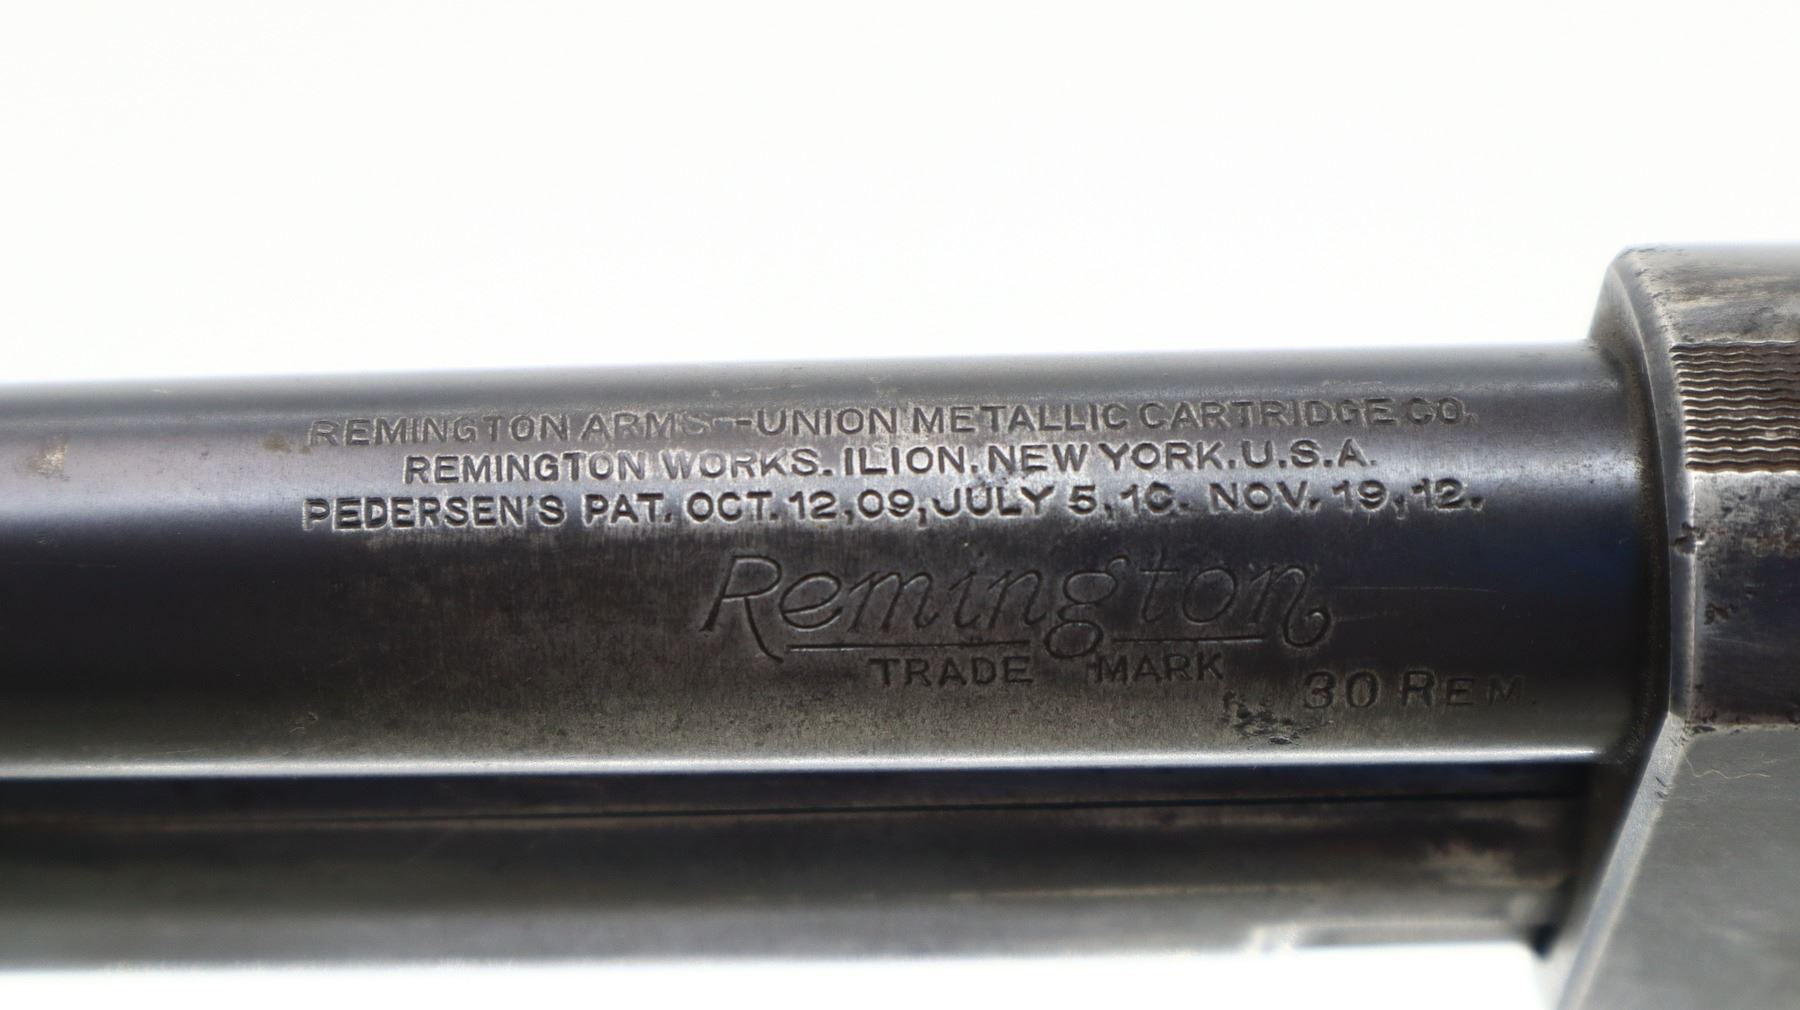 REMINGTON ARMS—UNION METALLIC CARTRIDGE CO.
REMINGTON WORKS. ILION. NEW YORK. U.S.A.
PEDERSEN'S PAT. OCT. 12,09, JULY 5,10. NOV. 19,12.
Remington
TRADE MARK
30 REM.